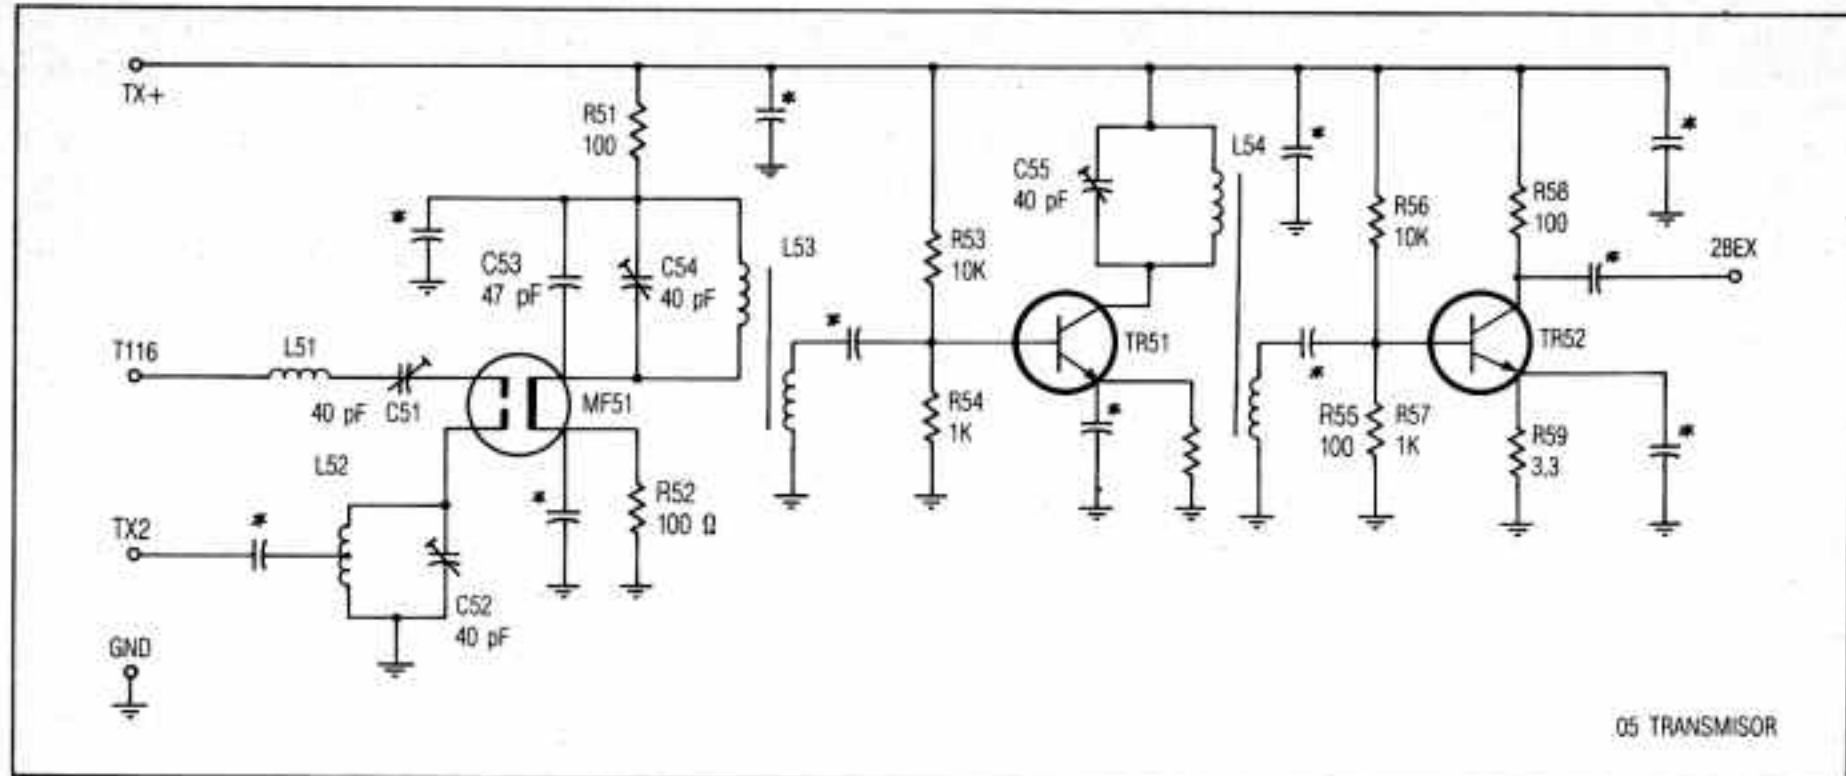 TX+
R51
100
*
*
C53
47 pF
C54
40 pF
L53
T116
L51
40 pF
C51
MF51
L52
TX2
*
C52
40 pF
*
R52
100 Ω
GND
*
R53
10K
R54
1K
C55
40 pF
TR51
*
L54
*
*
R55
100
R56
10K
R57
1K
R58
100
TR52
R59
3,3
*
*
*
2BEX
05 TRANSMISOR